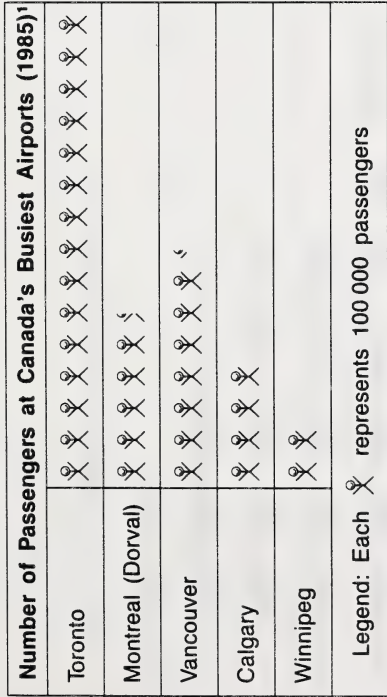 Number of Passengers at Canada's Busiest Airports (1985)¹
Toronto
Montreal (Dorval)
Vancouver
Calgary
Winnipeg
Legend: Each represents 100 000 passengers